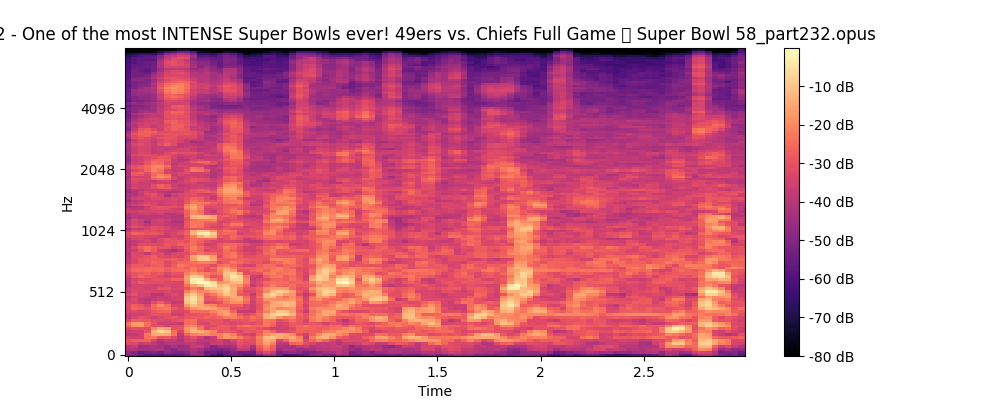 2 - One of the most INTENSE Super Bowls ever! 49ers vs. Chiefs Full Game  Super Bowl 58_part232.opus
4096
2048
1024
512
0
Hz
0 0.5 1 1.5 2 2.5
Time
-10 dB
-20 dB
-30 dB
-40 dB
-50 dB
-60 dB
-70 dB
-80 dB